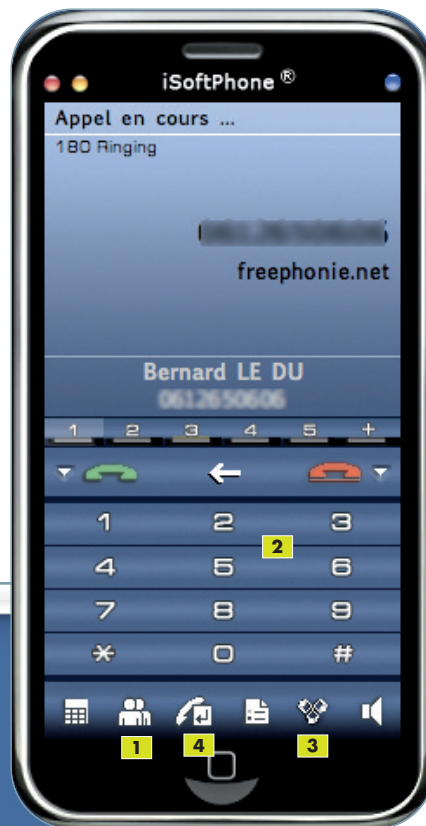 iSoftPhone ®
Appel en cours ...
180 Ringing
freephonie.net
Bernard LE DU
1 2 3 4 5 +
1 2 3
2
4 5 6
7 8 9
* 0 #
1 4 3